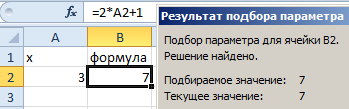 fx =2*A2+1
A B
1 x формула
2 3 7
3
Результат подбора параметра
Подбор параметра для ячейки B2.
Решение найдено.
Подбираемое значение: 7
Текущее значение: 7